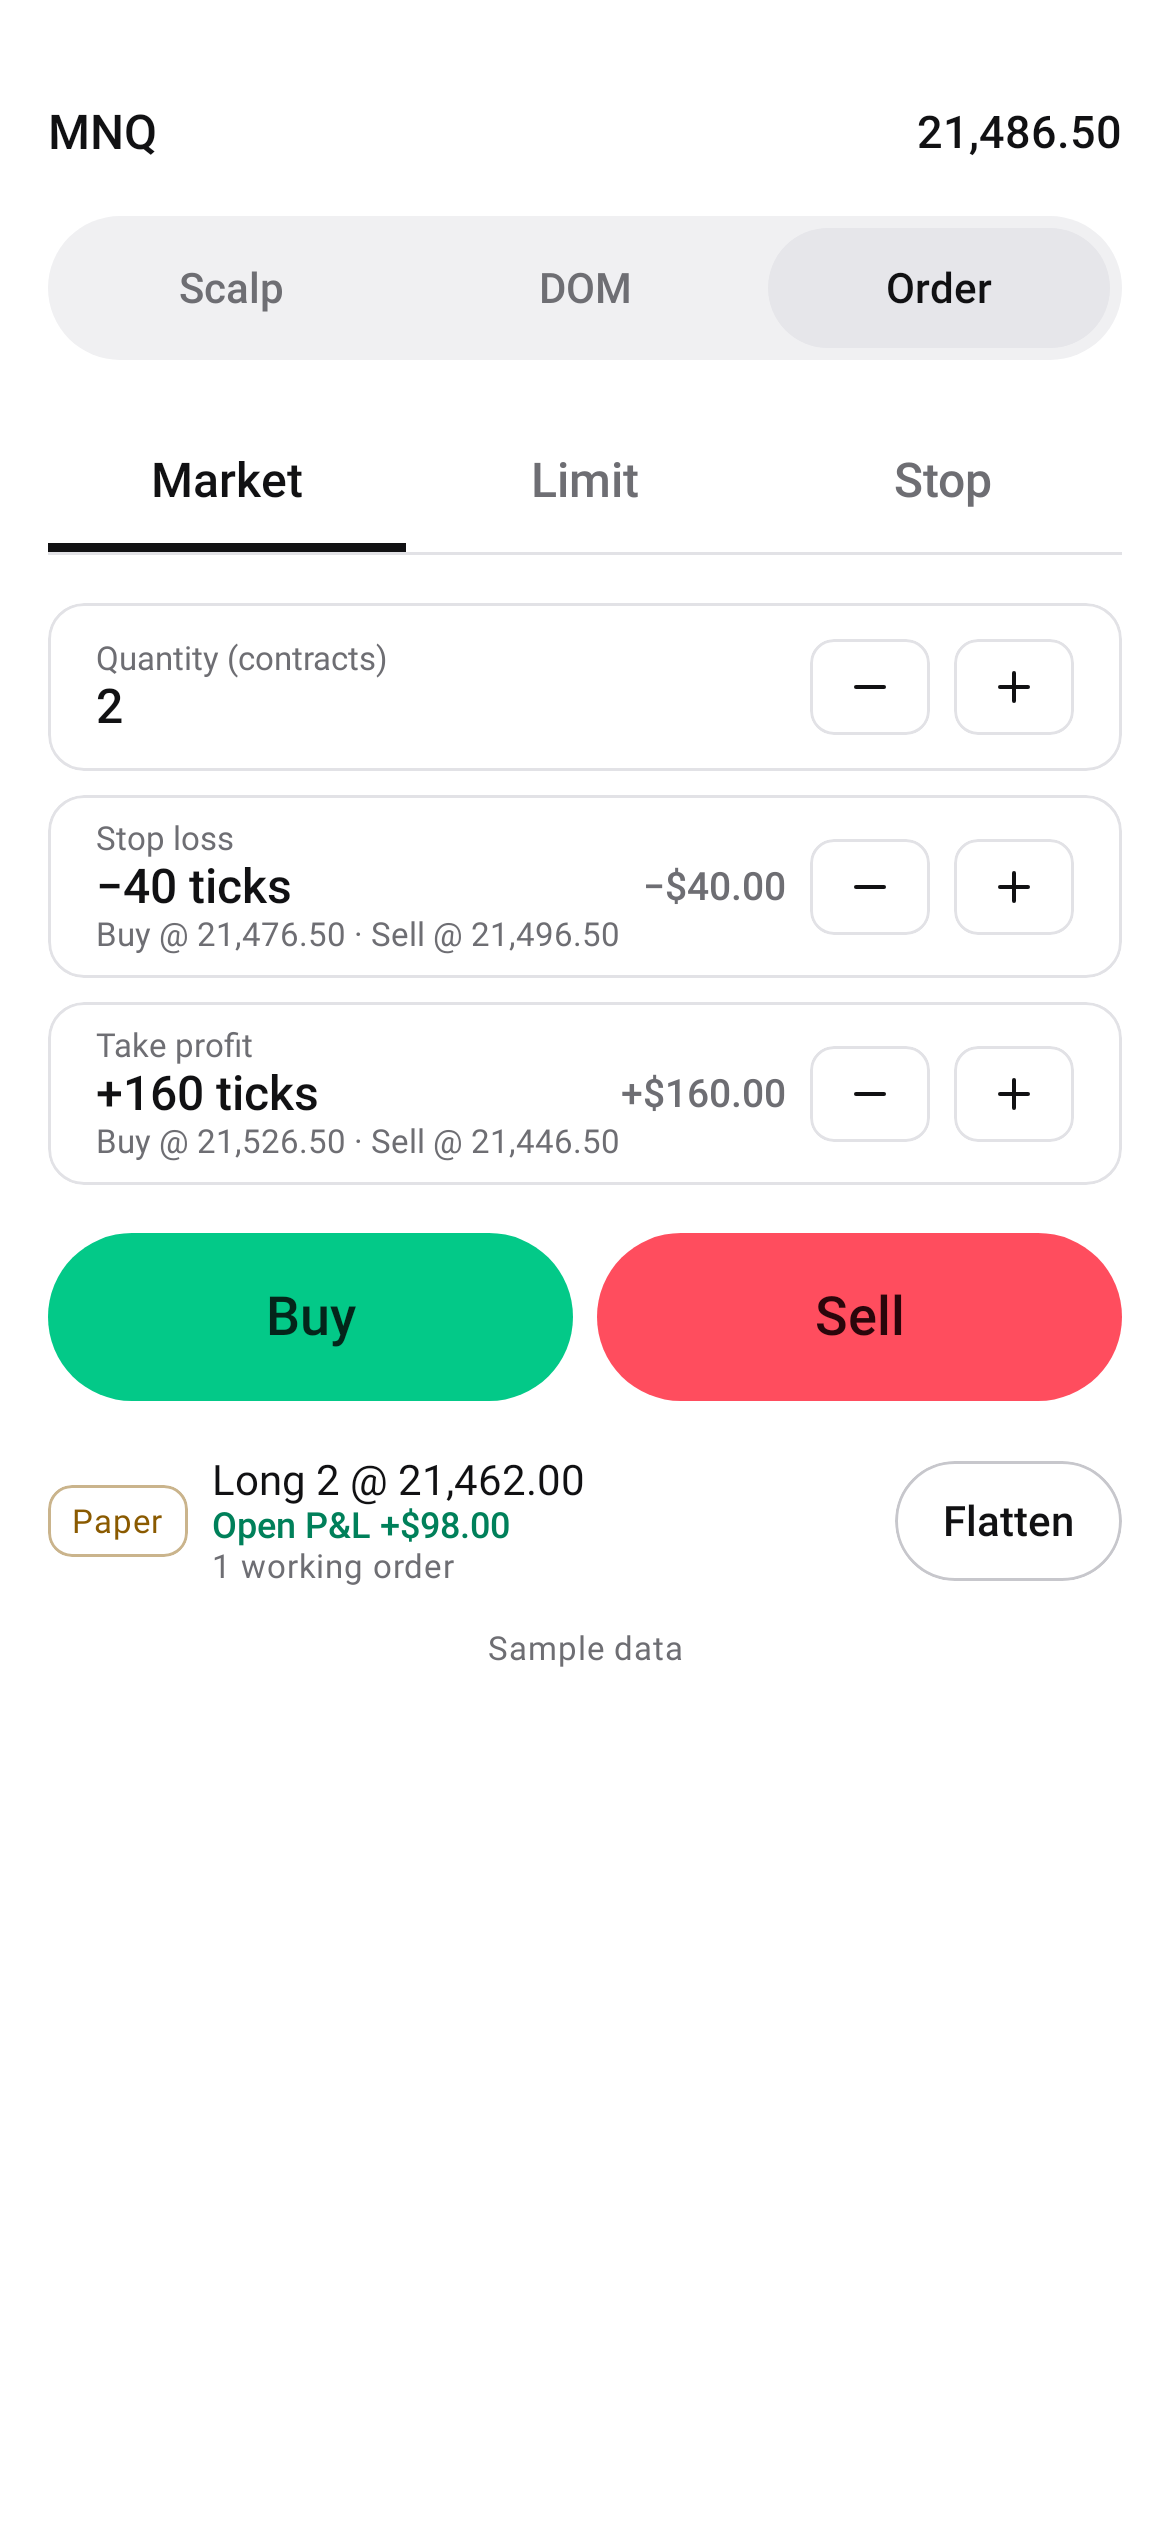 MNQ 21,486.50
Scalp DOM Order
Market Limit Stop
Quantity (contracts)
2
Stop loss
−40 ticks −$40.00
Buy @ 21,476.50 · Sell @ 21,496.50
Take profit
+160 ticks +$160.00
Buy @ 21,526.50 · Sell @ 21,446.50
Buy Sell
Paper
Long 2 @ 21,462.00
Open P&L +$98.00
1 working order
Flatten
Sample data